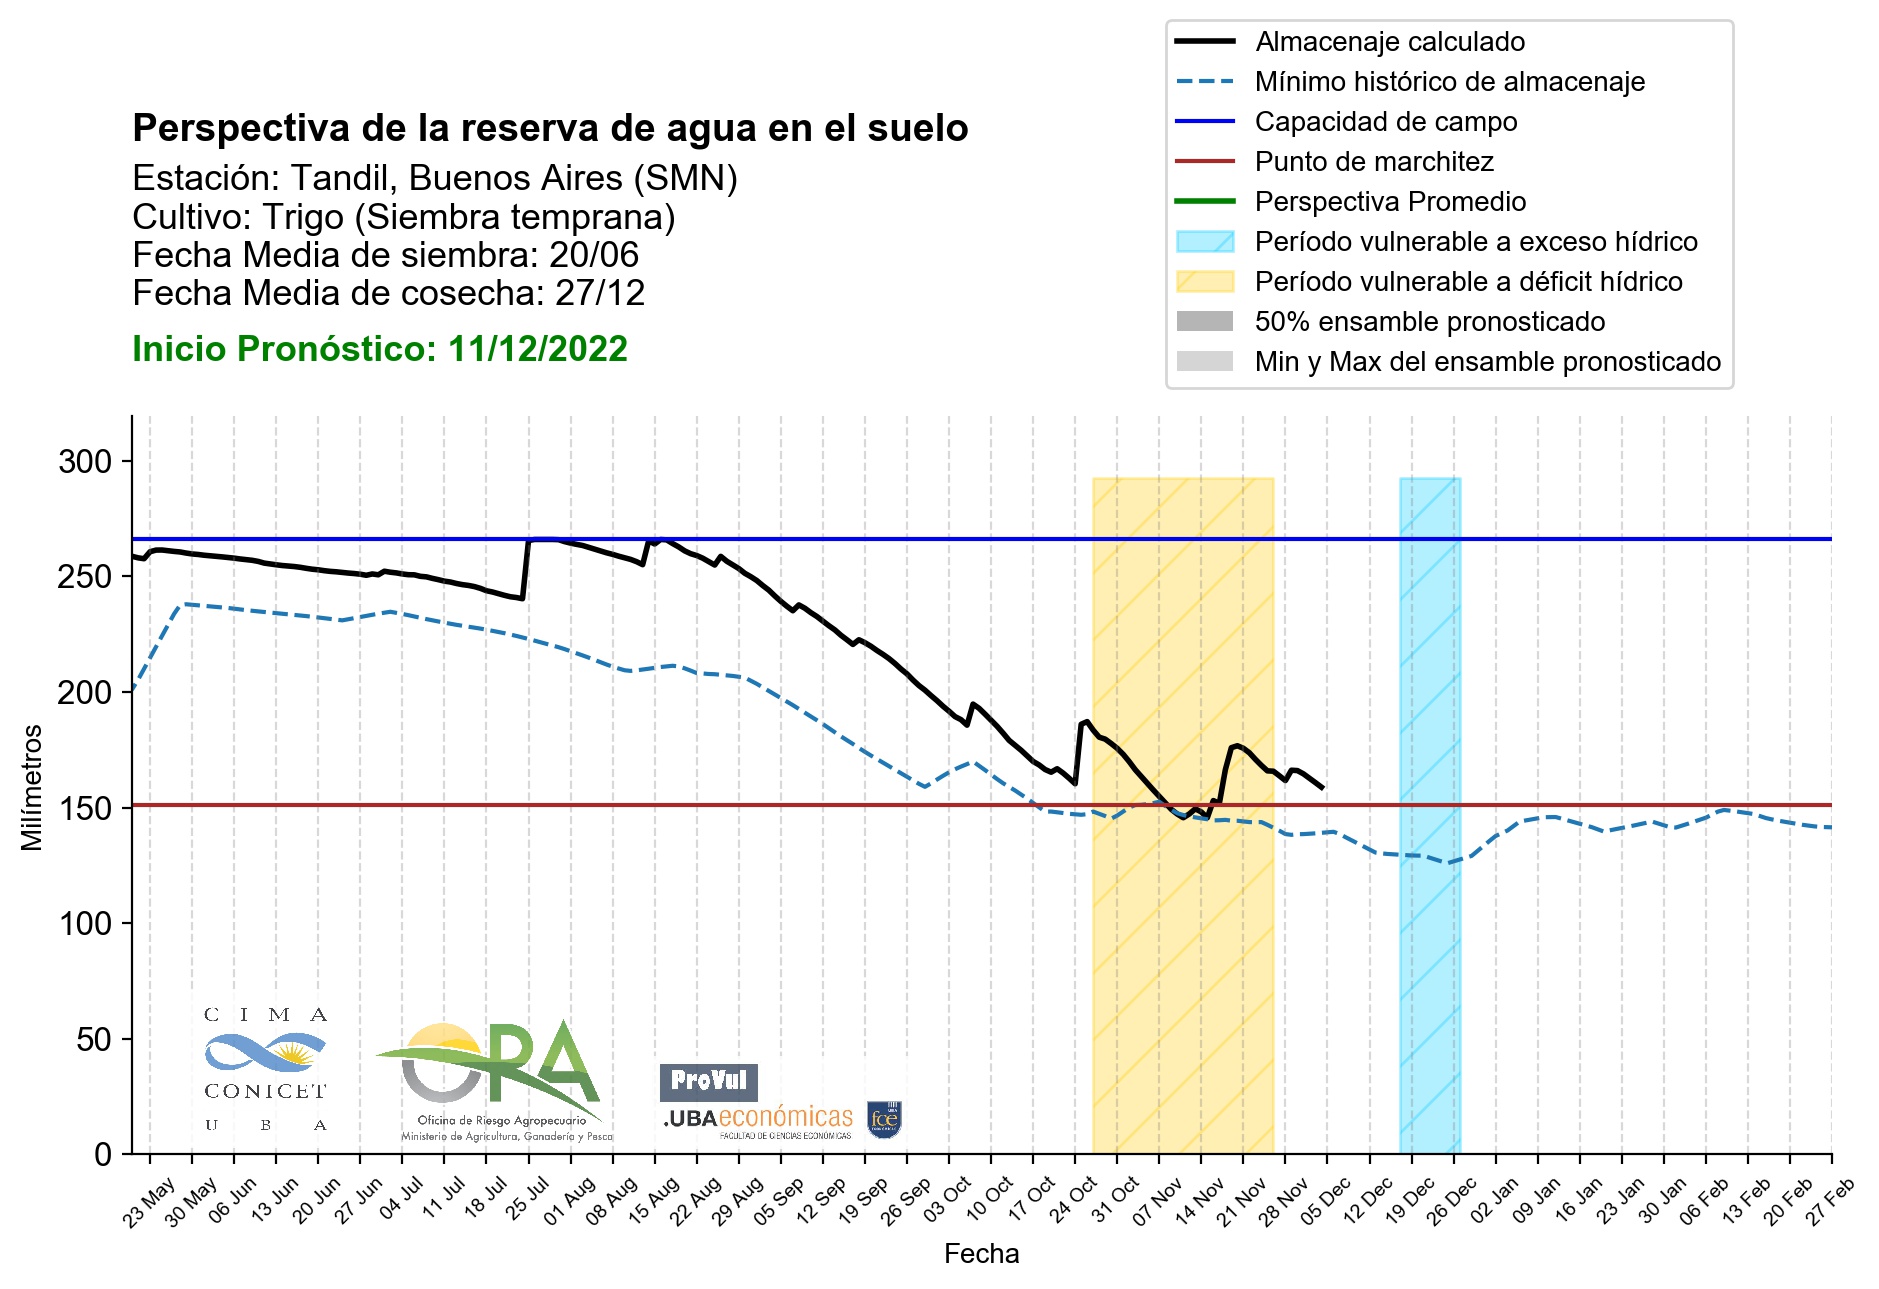 Almacenaje calculado
Mínimo histórico de almacenaje
Capacidad de campo
Punto de marchitez
Perspectiva Promedio
Período vulnerable a exceso hídrico
Período vulnerable a déficit hídrico
50% ensamble pronosticado
Min y Max del ensamble pronosticado
Perspectiva de la reserva de agua en el suelo
Estación: Tandil, Buenos Aires (SMN)
Cultivo: Trigo (Siembra temprana)
Fecha Media de siembra: 20/06
Fecha Media de cosecha: 27/12
Inicio Pronóstico: 11/12/2022
Milímetros
300
250
200
150
100
50
0
CIMA
CONICET
UBA
ORA
Oficina de Riesgo Agropecuario
Ministerio de Agricultura, Ganadería y Pesca
ProVul
.UBAeconómicas
FACULTAD DE CIENCIAS ECONÓMICAS
fce
23 May 30 May 06 Jun 13 Jun 20 Jun 27 Jun 04 Jul 11 Jul 18 Jul 25 Jul 01 Aug 08 Aug 15 Aug 22 Aug 29 Aug 05 Sep 12 Sep 19 Sep 26 Sep 03 Oct 10 Oct 17 Oct 24 Oct 31 Oct 07 Nov 14 Nov 21 Nov 28 Nov 05 Dec 12 Dec 19 Dec 26 Dec 02 Jan 09 Jan 16 Jan 23 Jan 30 Jan 06 Feb 13 Feb 20 Feb 27 Feb
Fecha